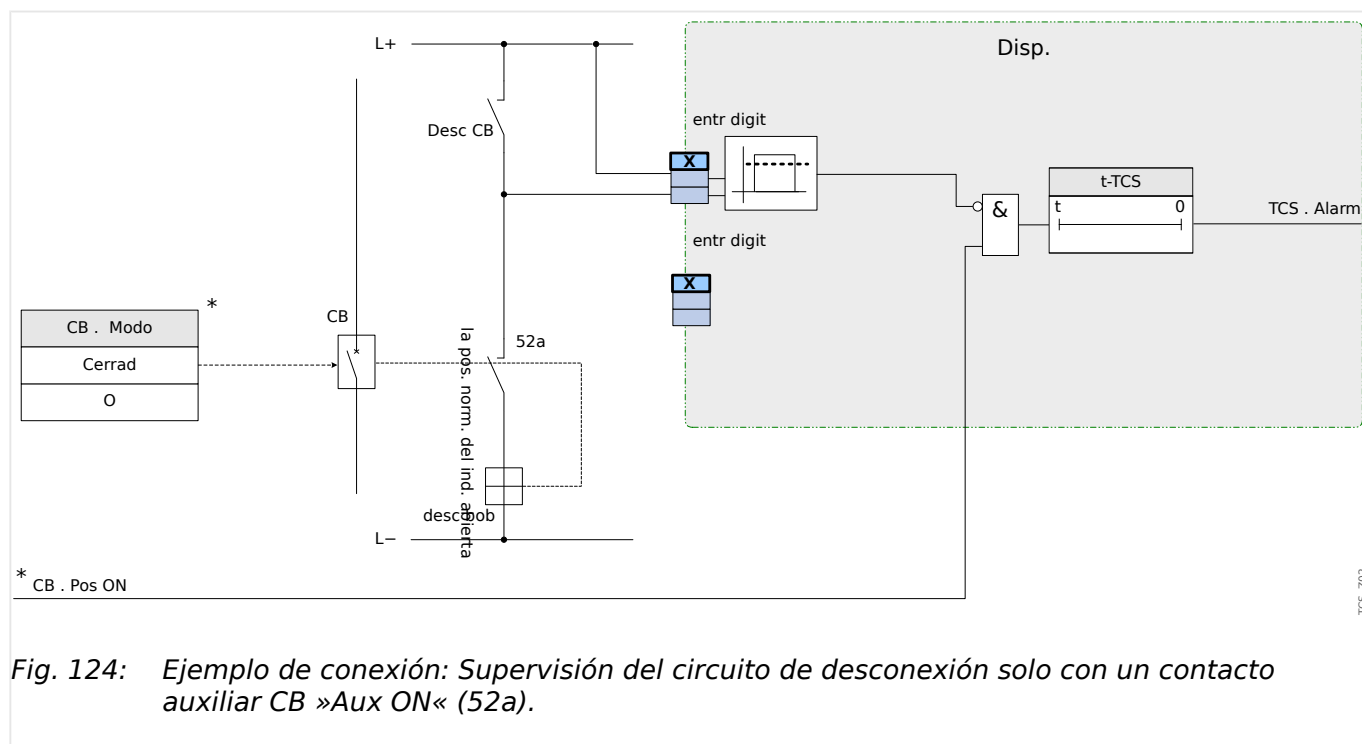 Disp.
L+
entr digit
Desc CB
X
t-TCS
&
t
0
TCS . Alarm
entr digit
X
*
CB . Modo
CB
Cerrad
52a
O
la pos. norm. del ind. abierta
desc bob
L−
*
CB . Pos ON
Fig. 124: Ejemplo de conexión: Supervisión del circuito de desconexión solo con un contacto
auxiliar CB »Aux ON« (52a).